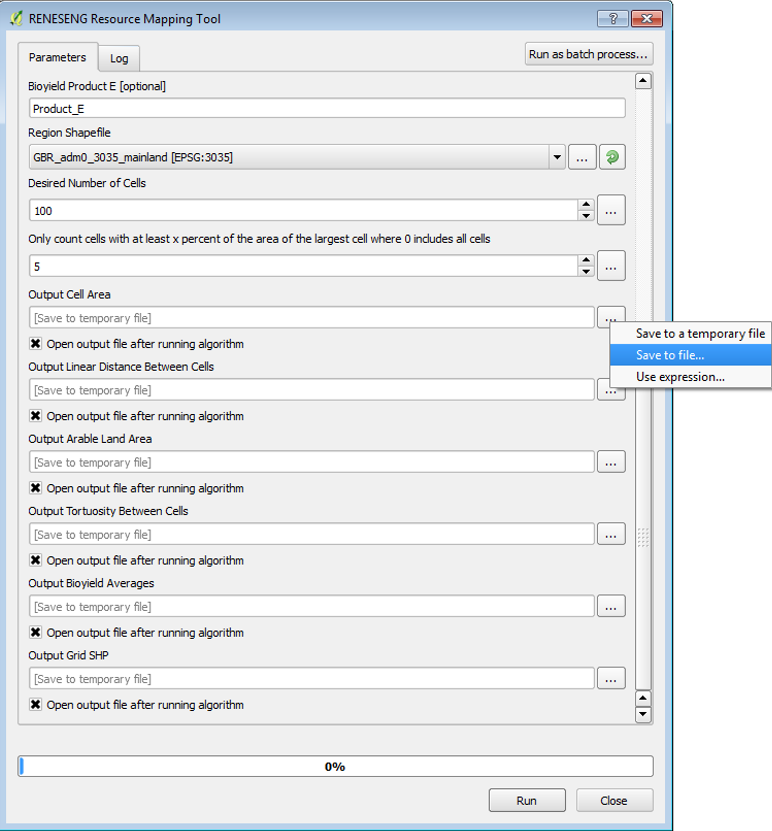 RENESENG Resource Mapping Tool
Parameters
Log
Run as batch process...
Bioyield Product E [optional]
Product_E
Region Shapefile
GBR_adm0_3035_mainland [EPSG:3035]
...
Desired Number of Cells
100
...
Only count cells with at least x percent of the area of the largest cell where 0 includes all cells
5
...
Output Cell Area
[Save to temporary file]
...
Save to a temporary file
Save to file...
Use expression...
Open output file after running algorithm
Output Linear Distance Between Cells
[Save to temporary file]
...
Open output file after running algorithm
Output Arable Land Area
[Save to temporary file]
...
Open output file after running algorithm
Output Tortuosity Between Cells
[Save to temporary file]
...
Open output file after running algorithm
Output Bioyield Averages
[Save to temporary file]
...
Open output file after running algorithm
Output Grid SHP
[Save to temporary file]
...
Open output file after running algorithm
0%
Run
Close